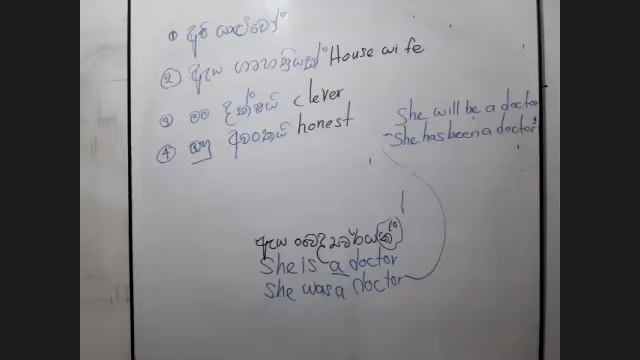 ① අපි යාළුවෝ
② ඇය ගෘහණියක් House wife
③ මම දක්ෂයි clever
④ ඔහු අවංකයි honest
She will be a doctor
She has been a doctor
ඇය වෛද්‍යවරියක්
She is a doctor
She was a doctor